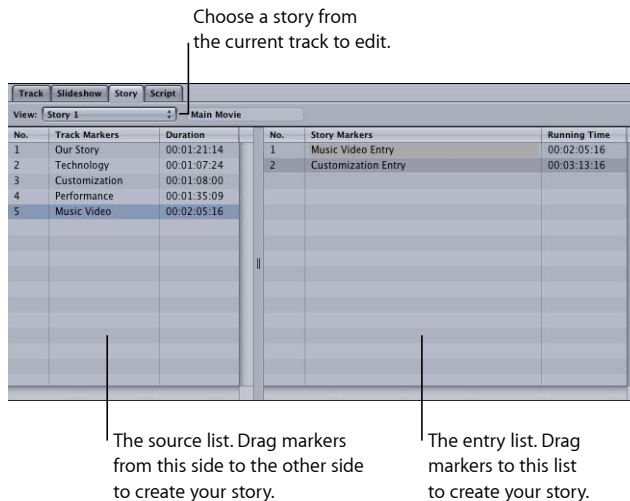 Choose a story from
the current track to edit.
Track Slideshow Story Script
View: Story 1 Main Movie
No. Track Markers Duration
1 Our Story 00:01:21:14
2 Technology 00:01:07:24
3 Customization 00:01:08:00
4 Performance 00:01:35:09
5 Music Video 00:02:05:16
No. Story Markers Running Time
1 Music Video Entry 00:02:05:16
2 Customization Entry 00:03:13:16
The source list. Drag markers
from this side to the other side
to create your story.
The entry list. Drag
markers to this list
to create your story.